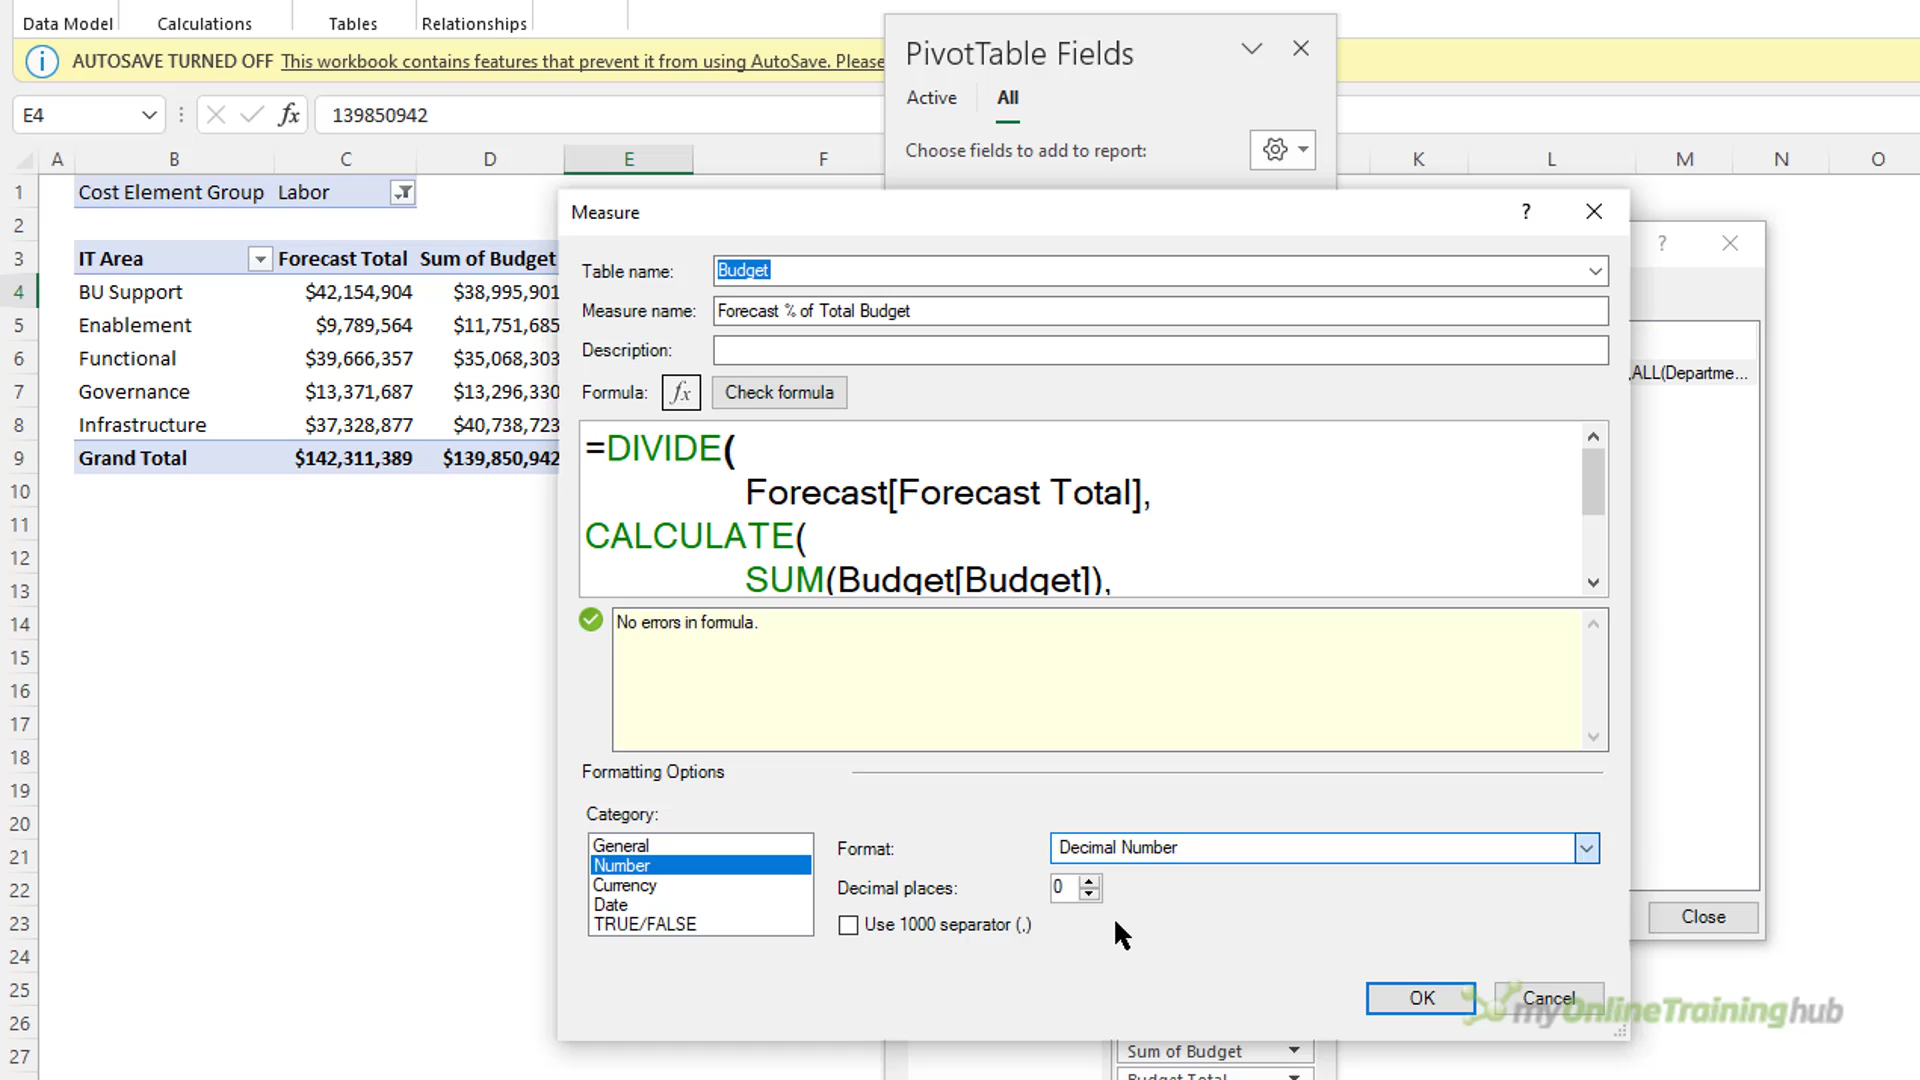 Data Model Calculations Tables Relationships
AUTOSAVE TURNED OFF This workbook contains features that prevent it from using AutoSave. Please
E4 fx 139850942
PivotTable Fields
Active All
Choose fields to add to report:
A B C D E F K L M N O
1 Cost Element Group Labor
2
3 IT Area Forecast Total Sum of Budget
4 BU Support $42,154,904 $38,995,901
5 Enablement $9,789,564 $11,751,685
6 Functional $39,666,357 $35,068,303
7 Governance $13,371,687 $13,296,330
8 Infrastructure $37,328,877 $40,738,723
9 Grand Total $142,311,389 $139,850,942
10
11
12
13
14
15
16
17
18
19
20
21
22
23
24
25
26
27
Measure ?
Table name: Budget
Measure name: Forecast % of Total Budget
Description:
Formula: fx Check formula
=DIVIDE(
Forecast[Forecast Total],
CALCULATE(
SUM(Budget[Budget]),
No errors in formula.
Formatting Options
Category:
General
Number
Currency
Date
TRUE/FALSE
Format: Decimal Number
Decimal places: 0
Use 1000 separator (,)
OK Cancel
?
,ALL(Departme...
Close
myOnlineTraininghub
Sum of Budget
Budget Total